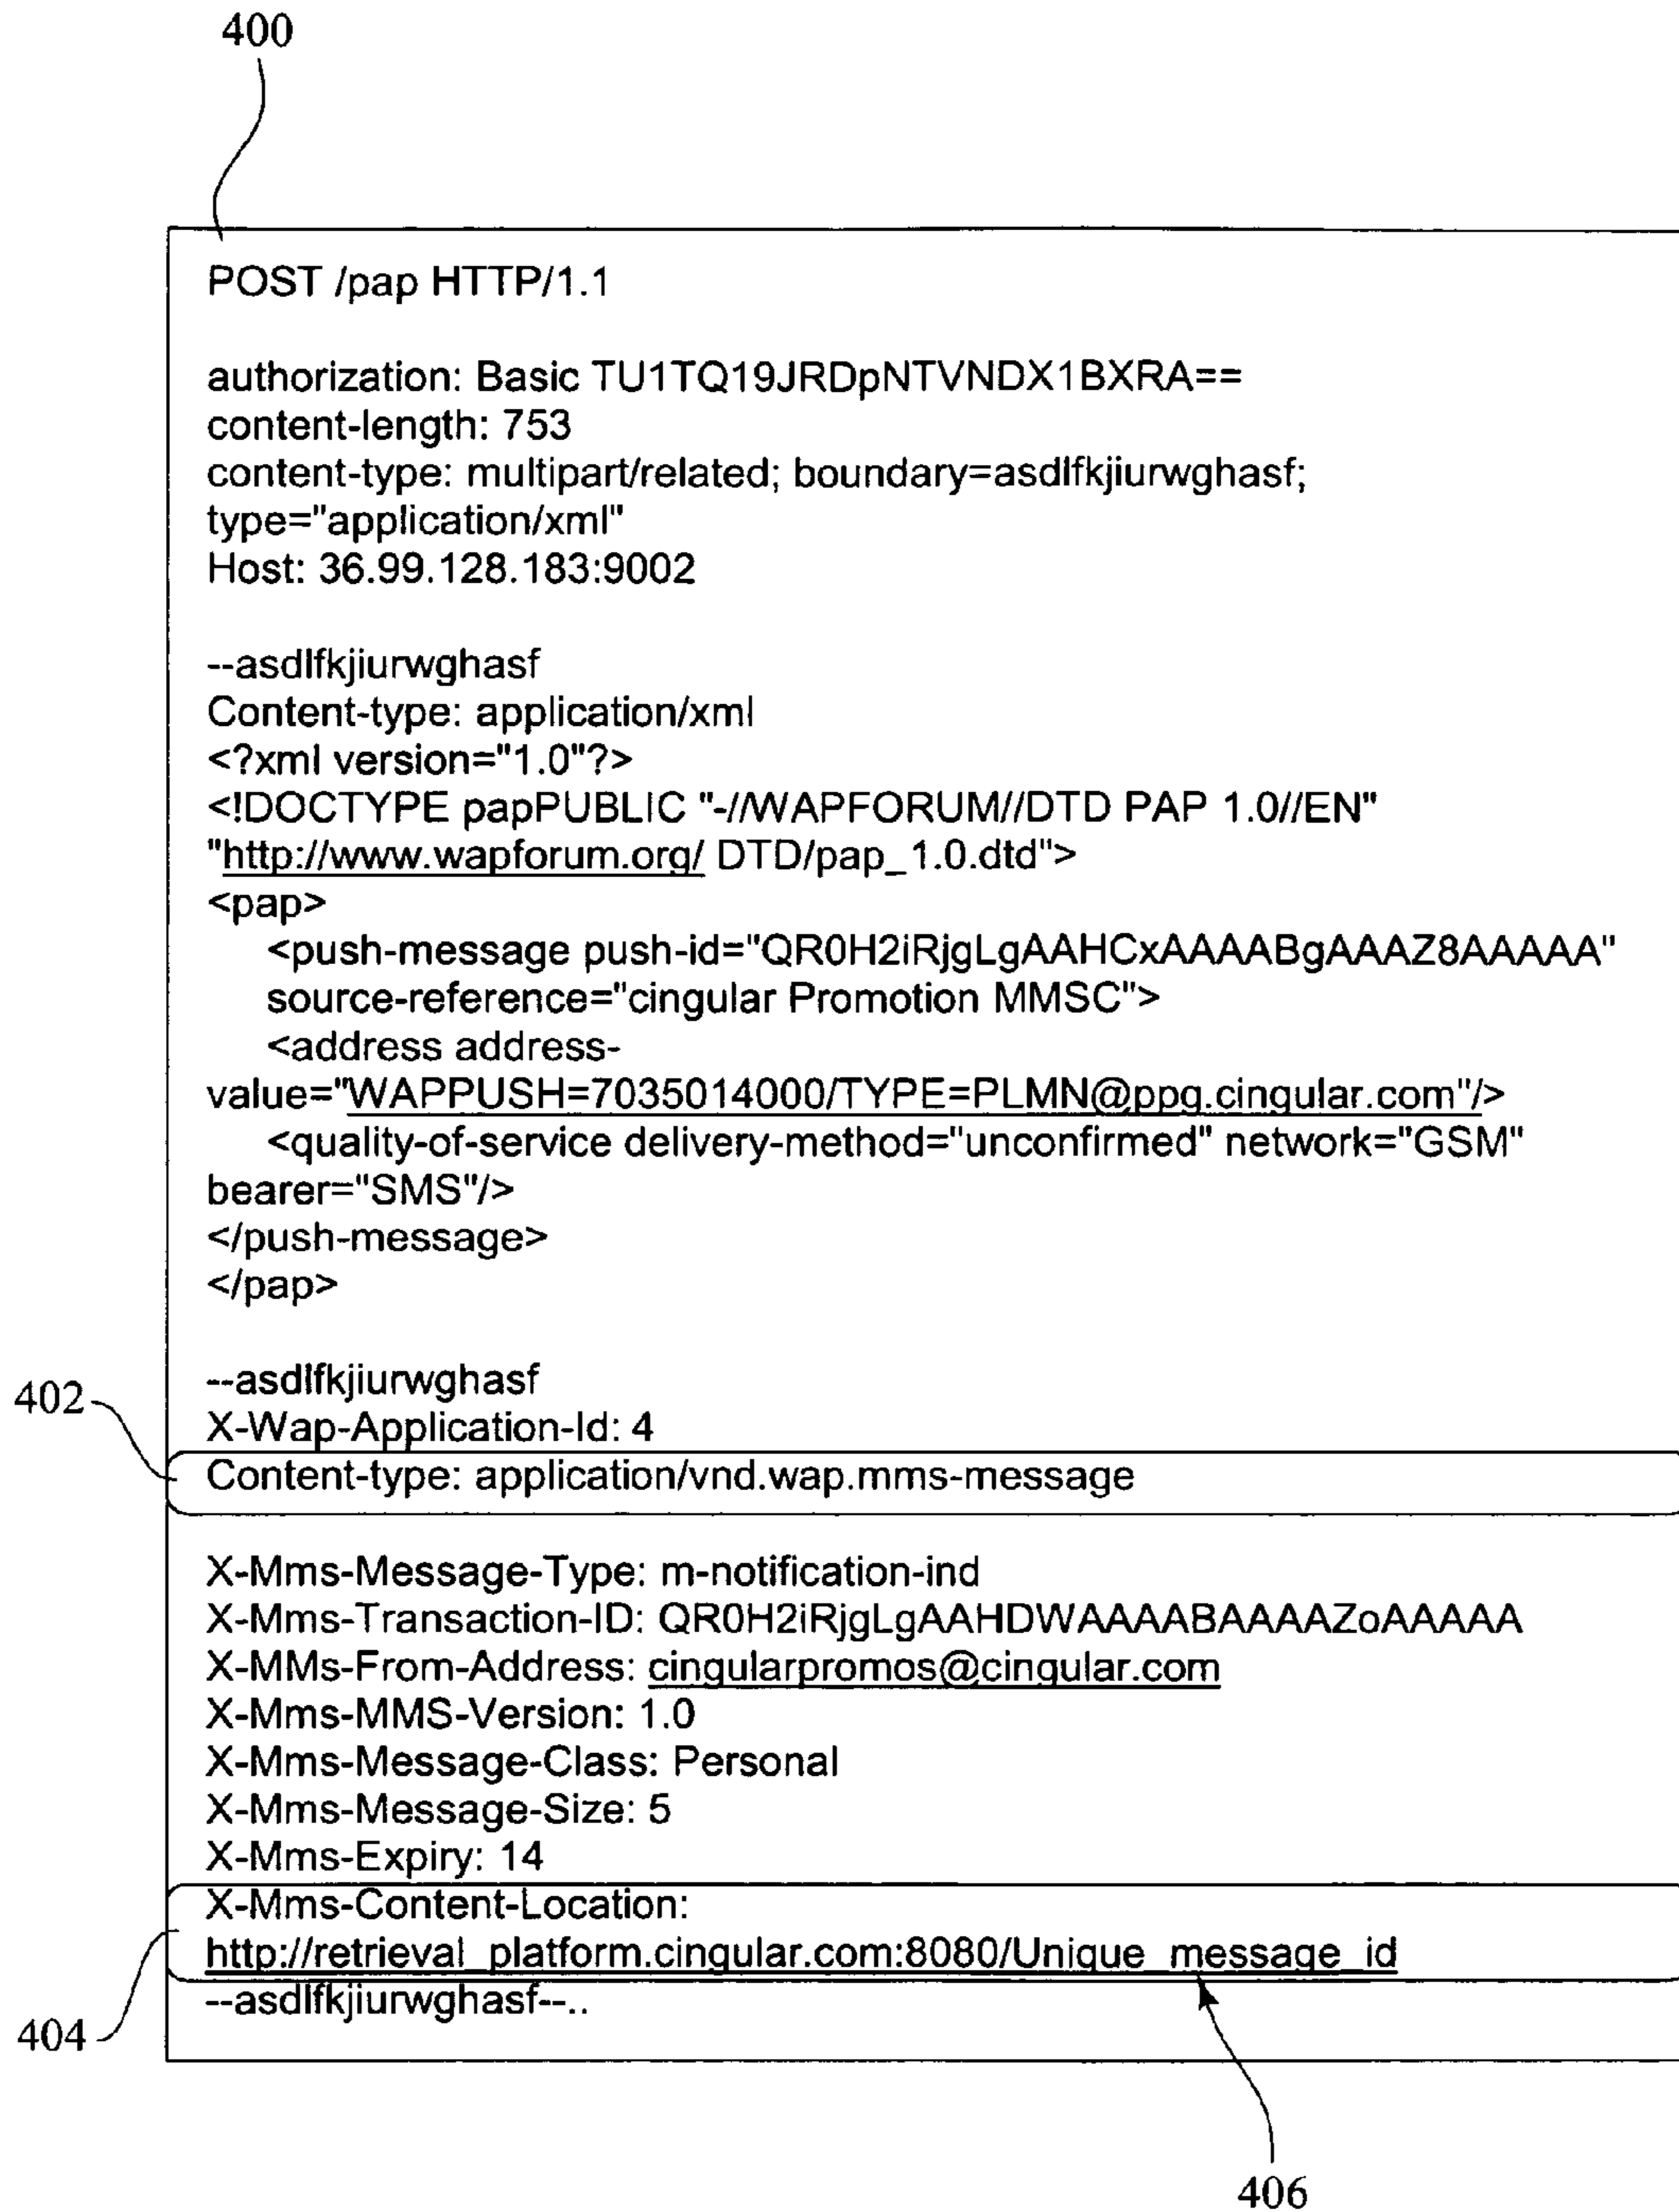 400
POST /pap HTTP/1.1
authorization: Basic TU1TQ19JRDpNTVNDX1BXRA==
content-length: 753
content-type: multipart/related; boundary=asdlfkjiurwghasf;
type="application/xml"
Host: 36.99.128.183:9002
--asdlfkjiurwghasf
Content-type: application/xml
<?xml version="1.0"?>
<!DOCTYPE papPUBLIC "-//WAPFORUM//DTD PAP 1.0//EN"
"http://www.wapforum.org/ DTD/pap_1.0.dtd">
<pap>
<push-message push-id="QR0H2iRjgLgAAHCxAAAABgAAAZ8AAAAA"
source-reference="cingular Promotion MMSC">
<address address-
value="WAPPUSH=7035014000/TYPE=PLMN@ppg.cingular.com"/>
<quality-of-service delivery-method="unconfirmed" network="GSM"
bearer="SMS"/>
</push-message>
</pap>
--asdlfkjiurwghasf
402
X-Wap-Application-Id: 4
Content-type: application/vnd.wap.mms-message
X-Mms-Message-Type: m-notification-ind
X-Mms-Transaction-ID: QR0H2iRjgLgAAHDWAAAABAAAAZoAAAAA
X-MMs-From-Address: cingularpromos@cingular.com
X-Mms-MMS-Version: 1.0
X-Mms-Message-Class: Personal
X-Mms-Message-Size: 5
X-Mms-Expiry: 14
X-Mms-Content-Location:
http://retrieval_platform.cingular.com:8080/Unique_message_id
--asdlfkjiurwghasf--..
404
406